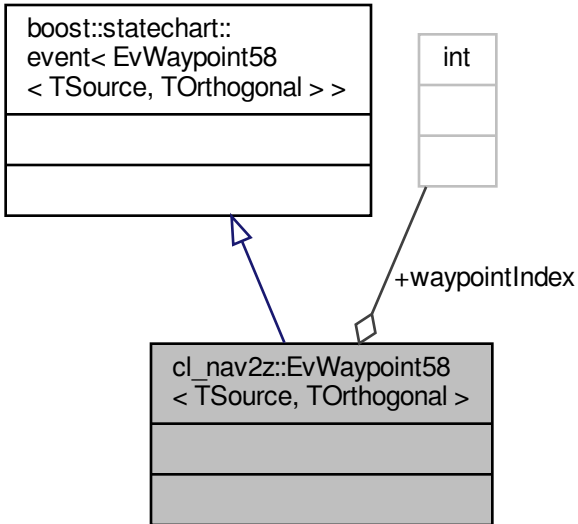 boost::statechart::
event< EvWaypoint58
< TSource, TOrthogonal > >
int
+waypointIndex
cl_nav2z::EvWaypoint58
< TSource, TOrthogonal >